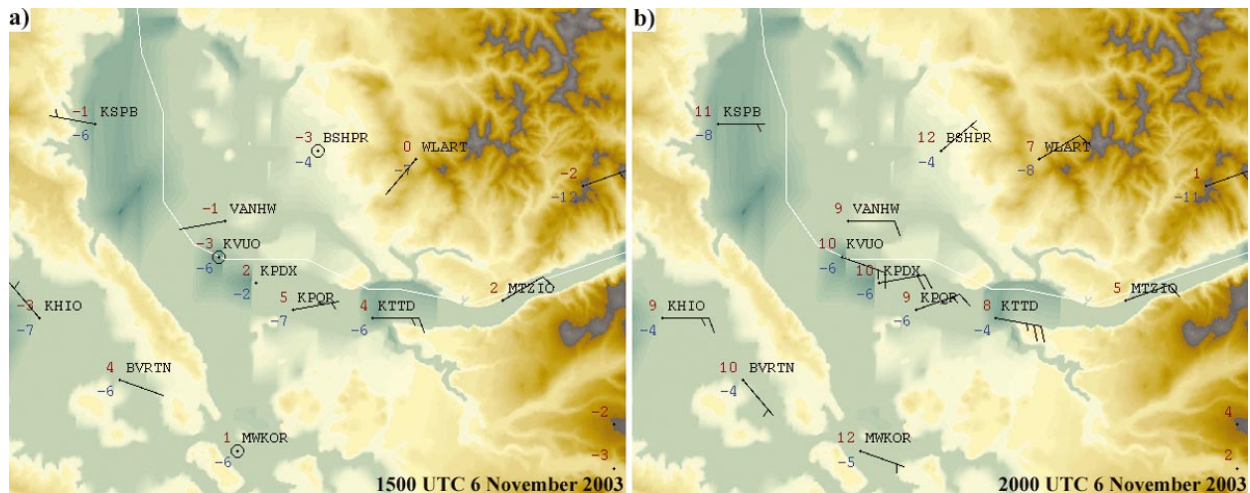 a)
-1 KSPB
-6
-3 BSHPR
-4
0 WLART
-7
-2
-12
-1 VANHW
-3 KVUO
-6
2 KPDX
-2
5 KPQR
-7
4 KTTD
-6
2 MTZIO
-3 KHIO
-7
4 BVRTN
-6
1 MWKOR
-6
-2
-3
1500 UTC 6 November 2003
b)
11 KSPB
-8
12 BSHPR
-4
7 WLART
-8
1
-11
9 VANHW
10 KVUO
-6
10 KPDX
-6
9 KPQR
-6
8 KTTD
-4
5 MTZIO
9 KHIO
-4
10 BVRTN
-4
12 MWKOR
-5
4
2
2000 UTC 6 November 2003